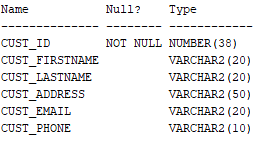 Name Null? Type
-------------- -------- ------------
CUST_ID NOT NULL NUMBER(38)
CUST_FIRSTNAME VARCHAR2(20)
CUST_LASTNAME VARCHAR2(20)
CUST_ADDRESS VARCHAR2(50)
CUST_EMAIL VARCHAR2(20)
CUST_PHONE VARCHAR2(10)